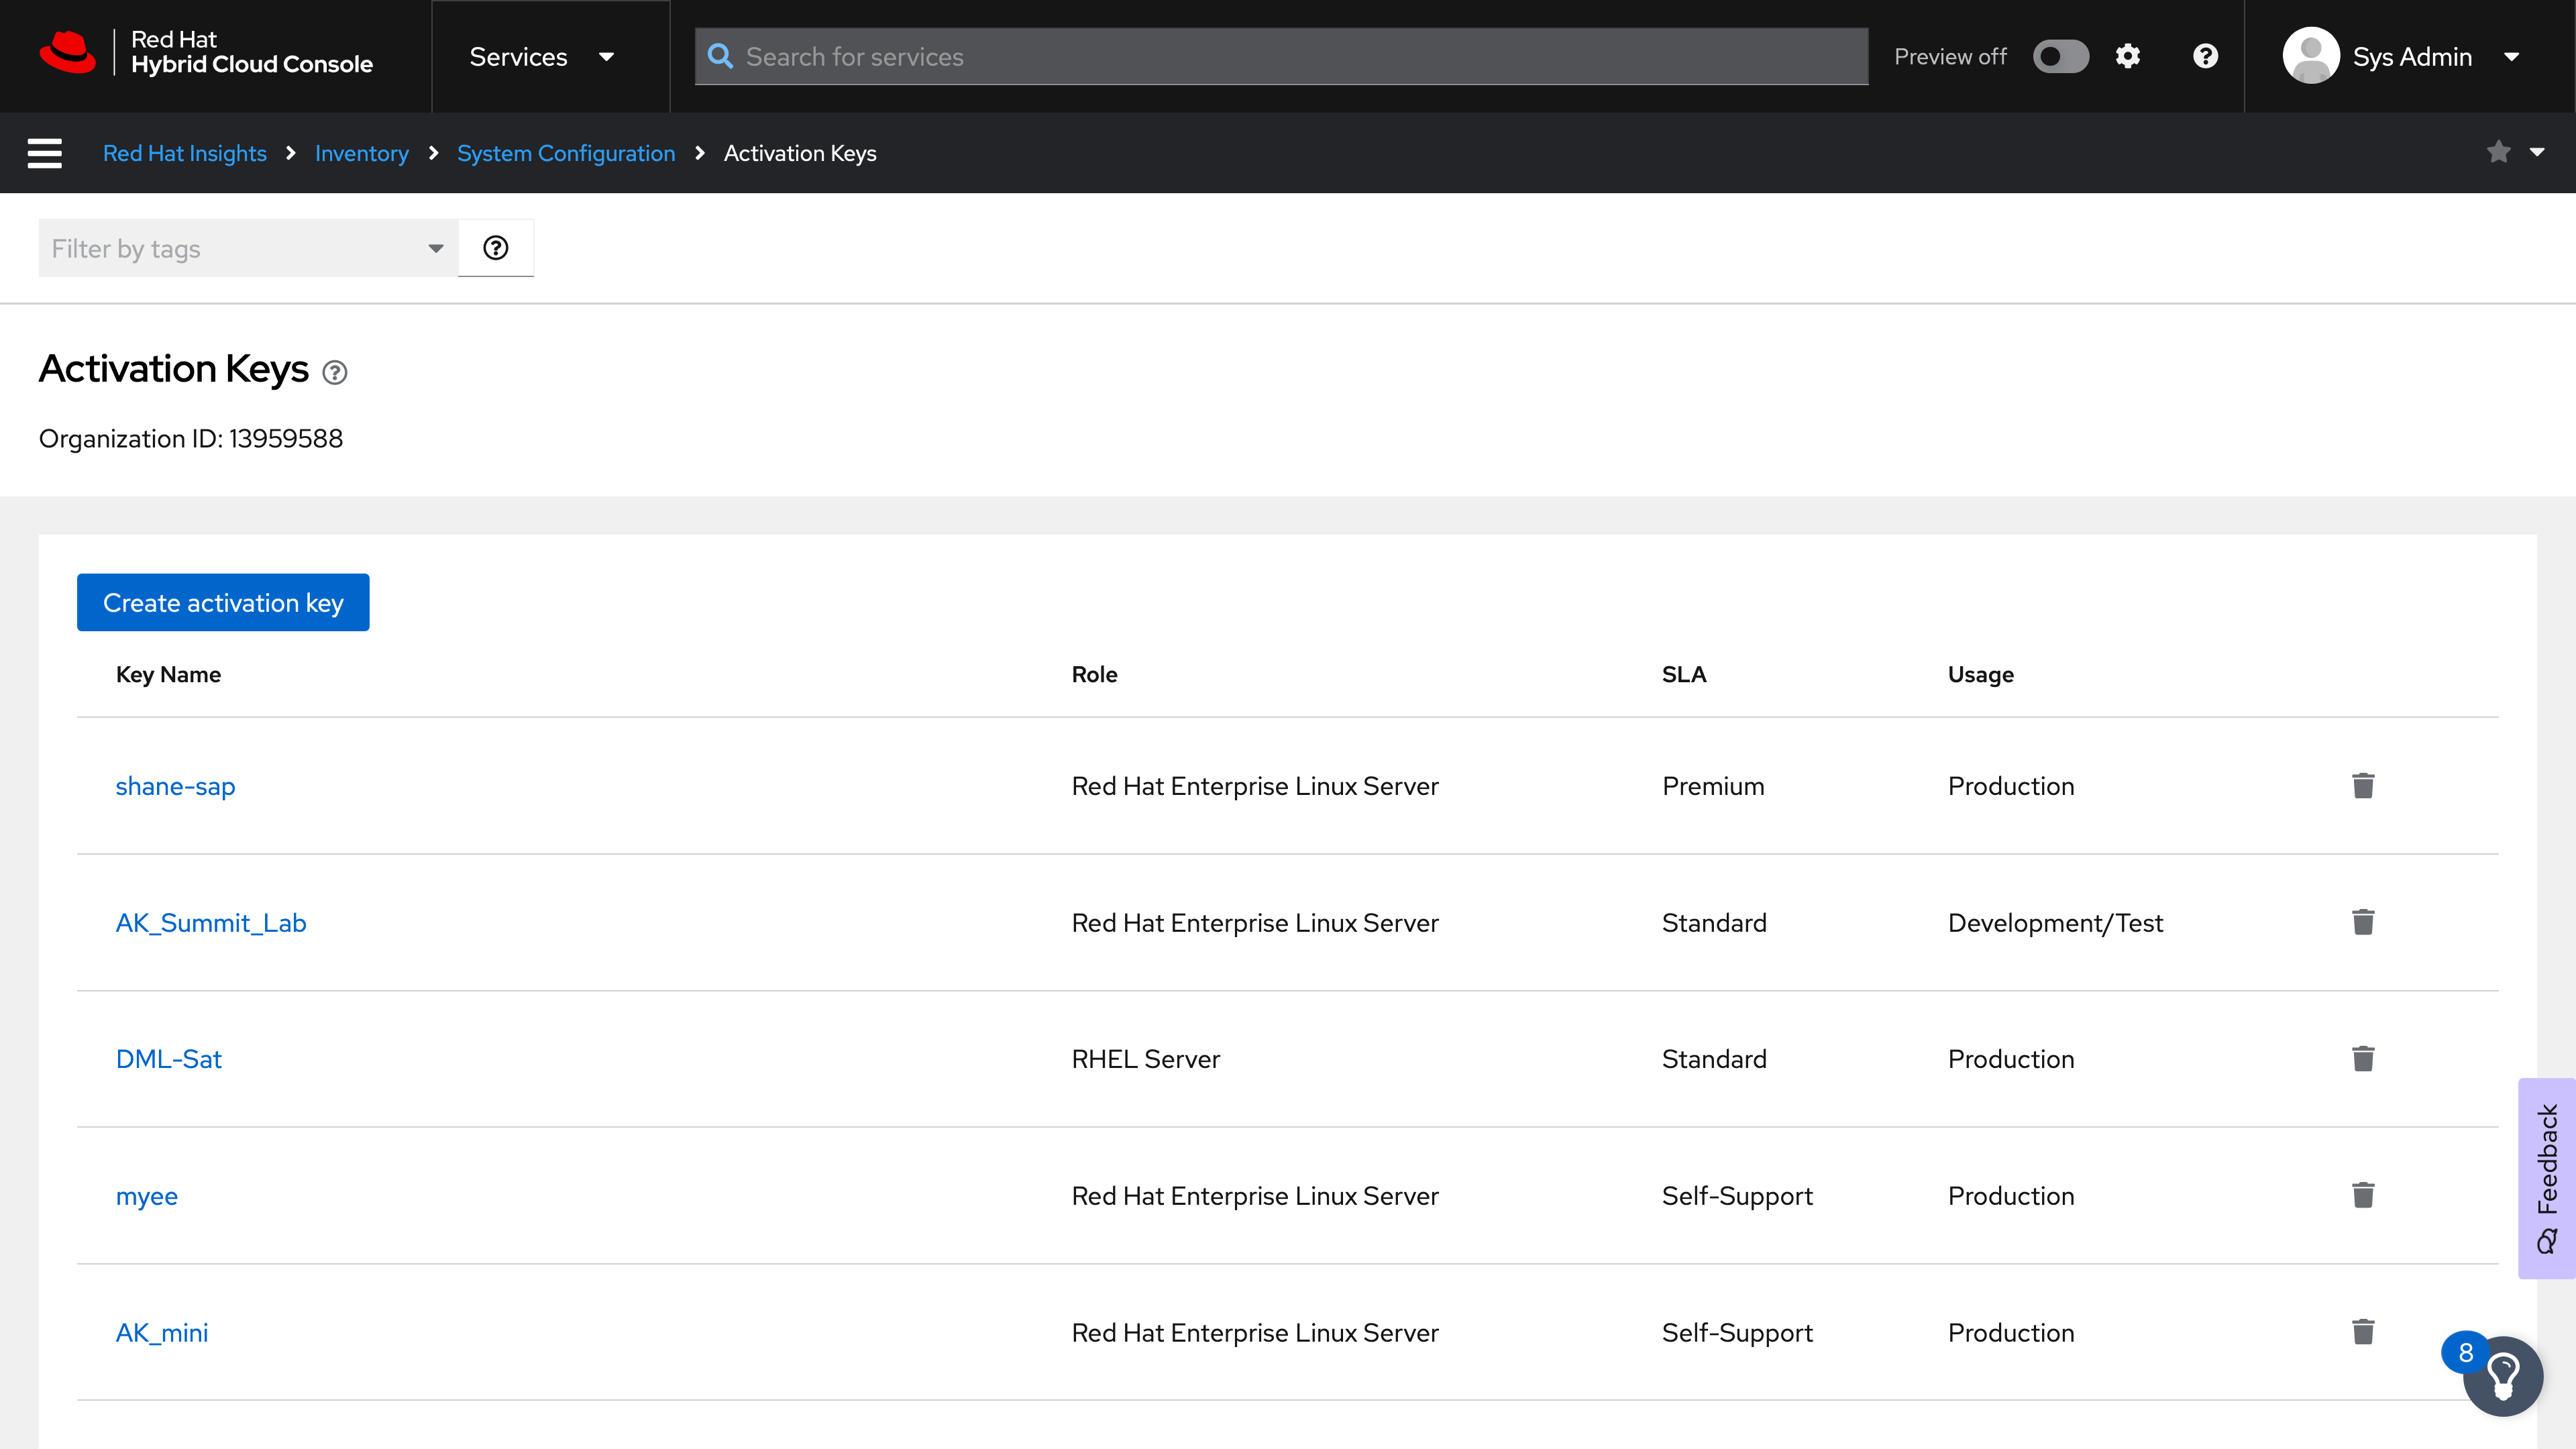 Red Hat
Hybrid Cloud Console
Services
Search for services
Preview off
Sys Admin
Red Hat Insights > Inventory > System Configuration > Activation Keys
Filter by tags
Activation Keys
Organization ID: 13959588
Create activation key
Key Name Role SLA Usage
shane-sap Red Hat Enterprise Linux Server Premium Production
AK_Summit_Lab Red Hat Enterprise Linux Server Standard Development/Test
DML-Sat RHEL Server Standard Production
myee Red Hat Enterprise Linux Server Self-Support Production
AK_mini Red Hat Enterprise Linux Server Self-Support Production
Feedback
8